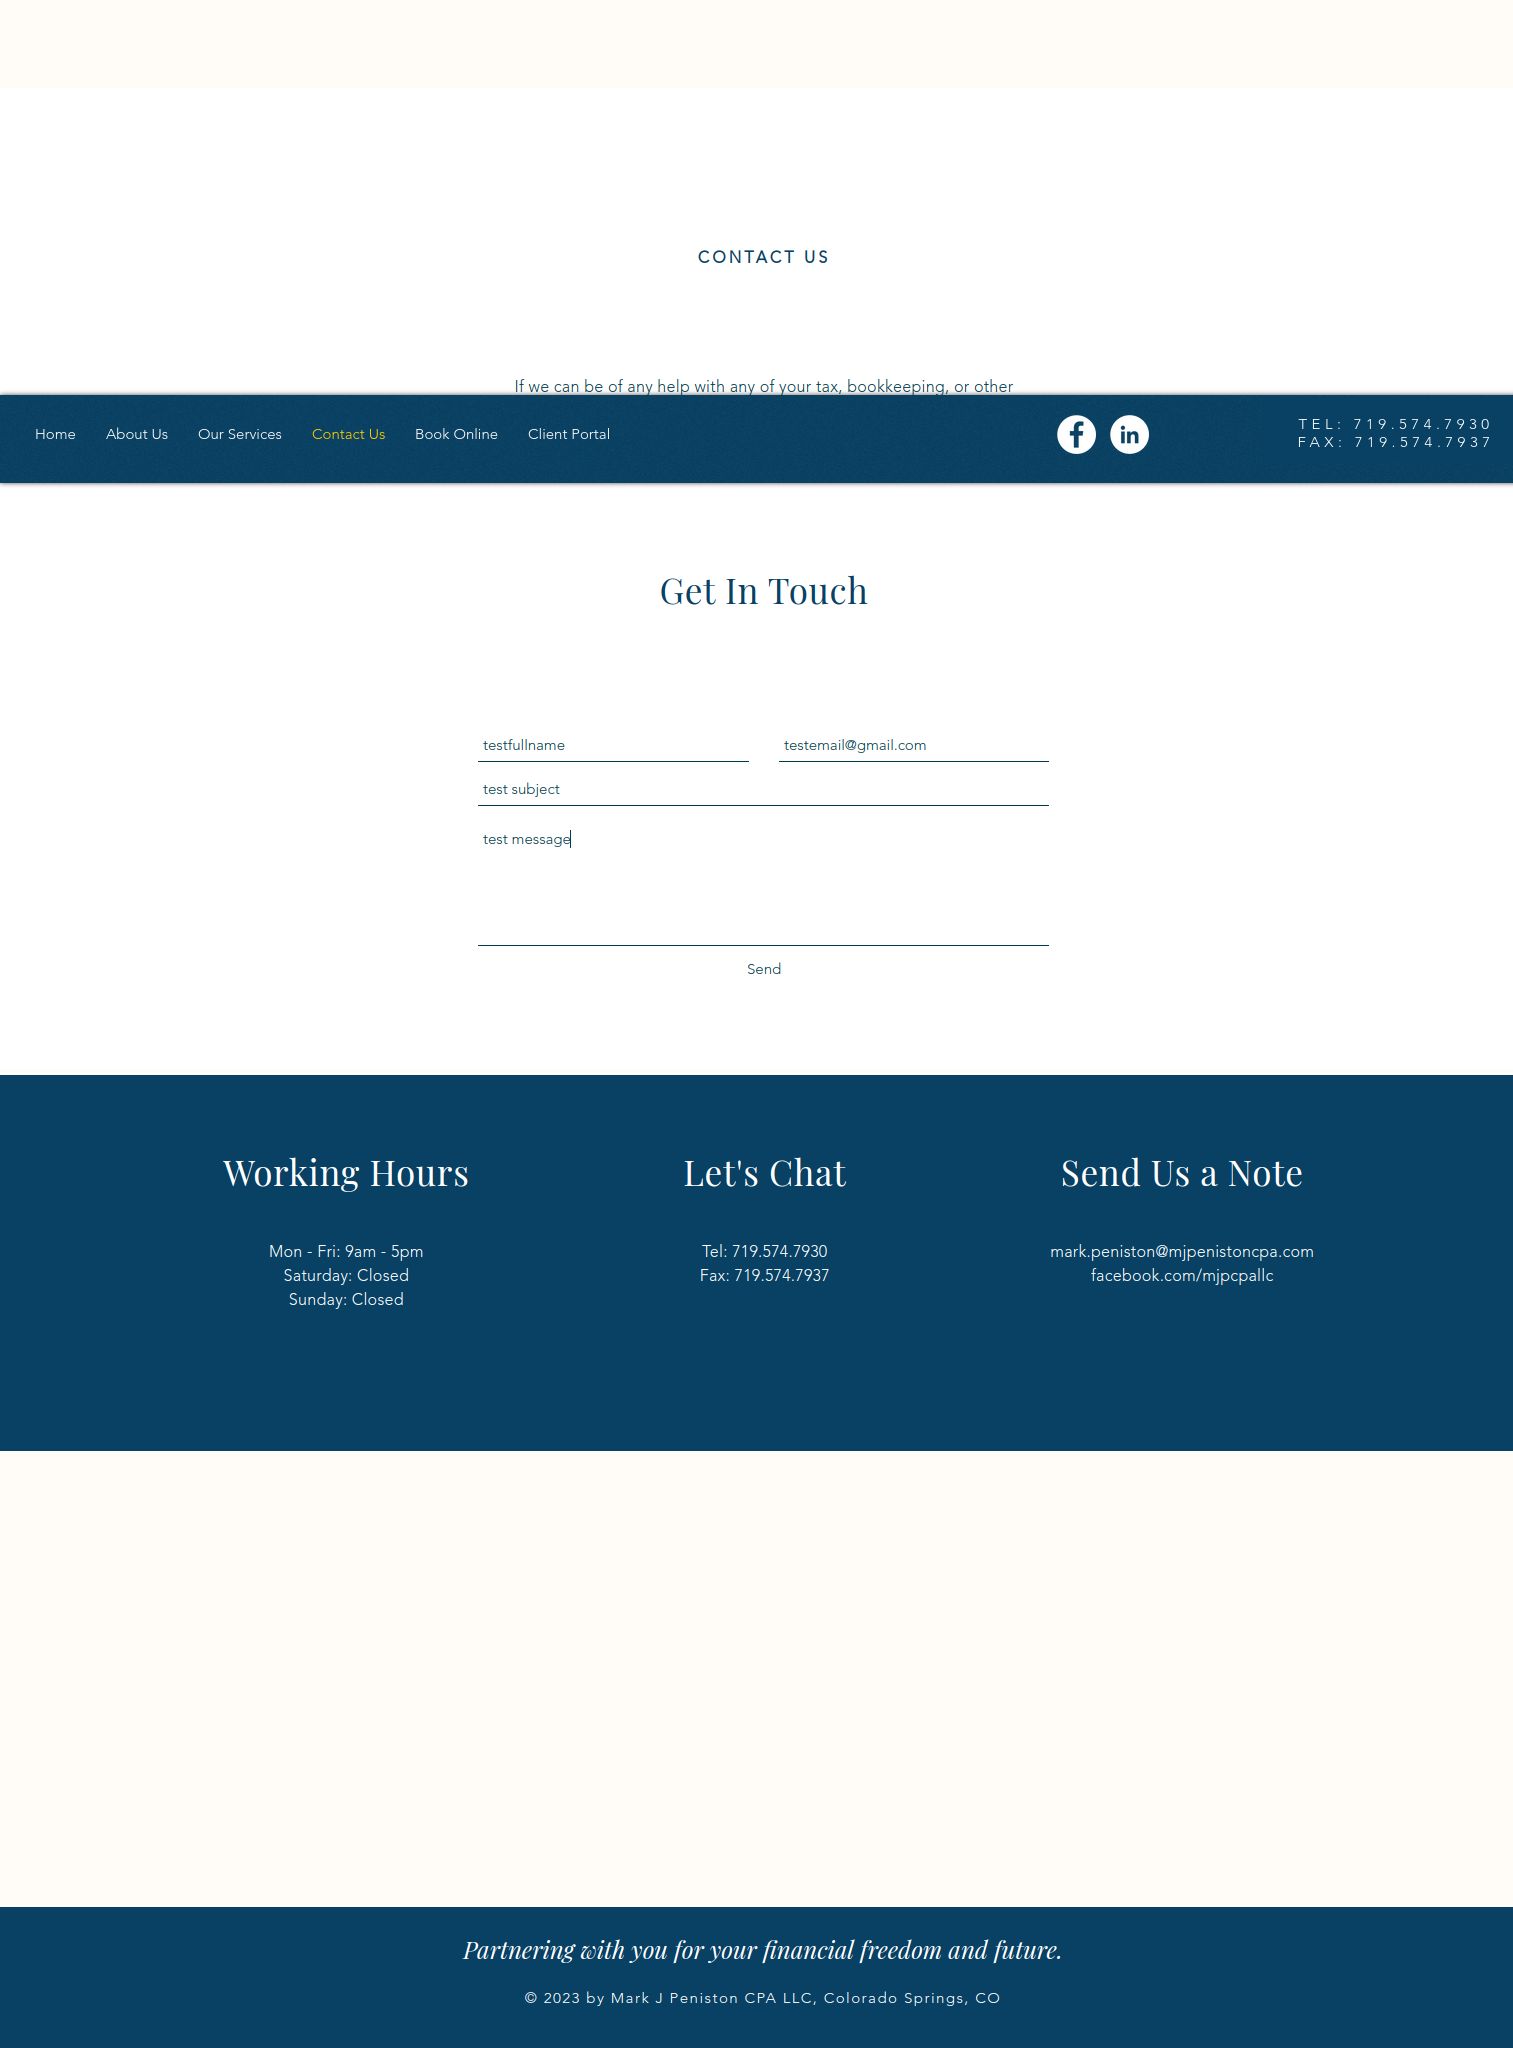 CONTACT US
If we can be of any help with any of your tax, bookkeeping, or other
Home
About Us
Our Services
Contact Us
Book Online
Client Portal
TEL: 719.574.7930
FAX: 719.574.7937
Get In Touch
testfullname
testemail@gmail.com
test subject
test message
Send
Working Hours
Mon - Fri: 9am - 5pm
Saturday: Closed
Sunday: Closed
Let's Chat
Tel: 719.574.7930
Fax: 719.574.7937
Send Us a Note
mark.peniston@mjpenistoncpa.com
facebook.com/mjpcpallc
Partnering with you for your financial freedom and future.
© 2023 by Mark J Peniston CPA LLC, Colorado Springs, CO